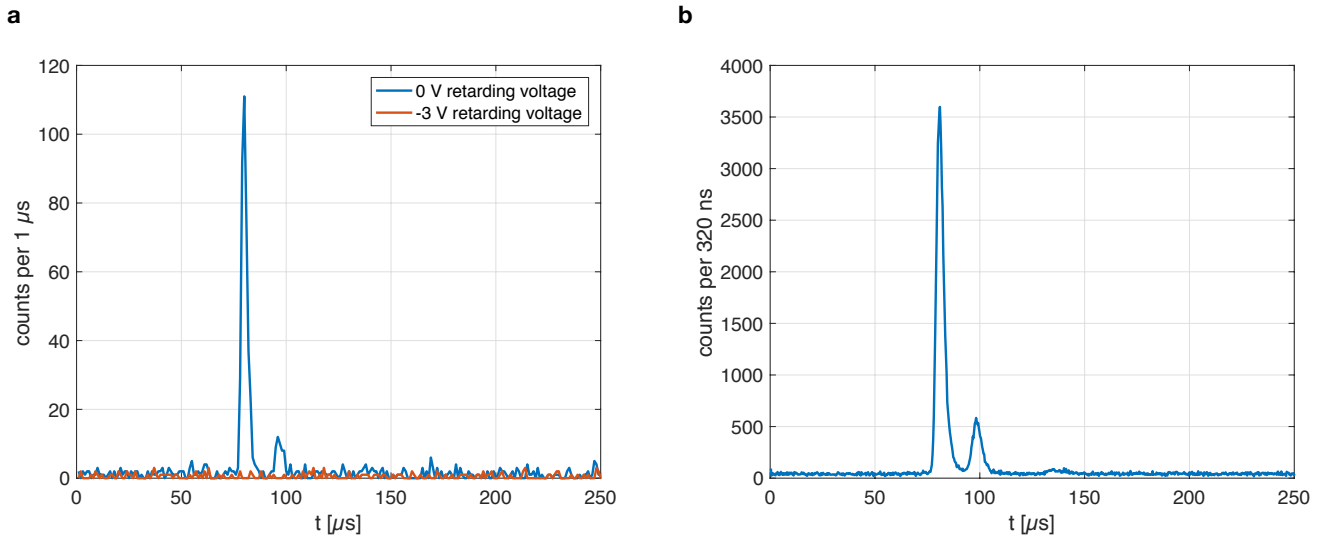 a
120
100
80
60
40
20
0
counts per 1 µs
0 V retarding voltage
-3 V retarding voltage
0 50 100 150 200 250
t [µs]
b
4000
3500
3000
2500
2000
1500
1000
500
0
counts per 320 ns
0 50 100 150 200 250
t [µs]